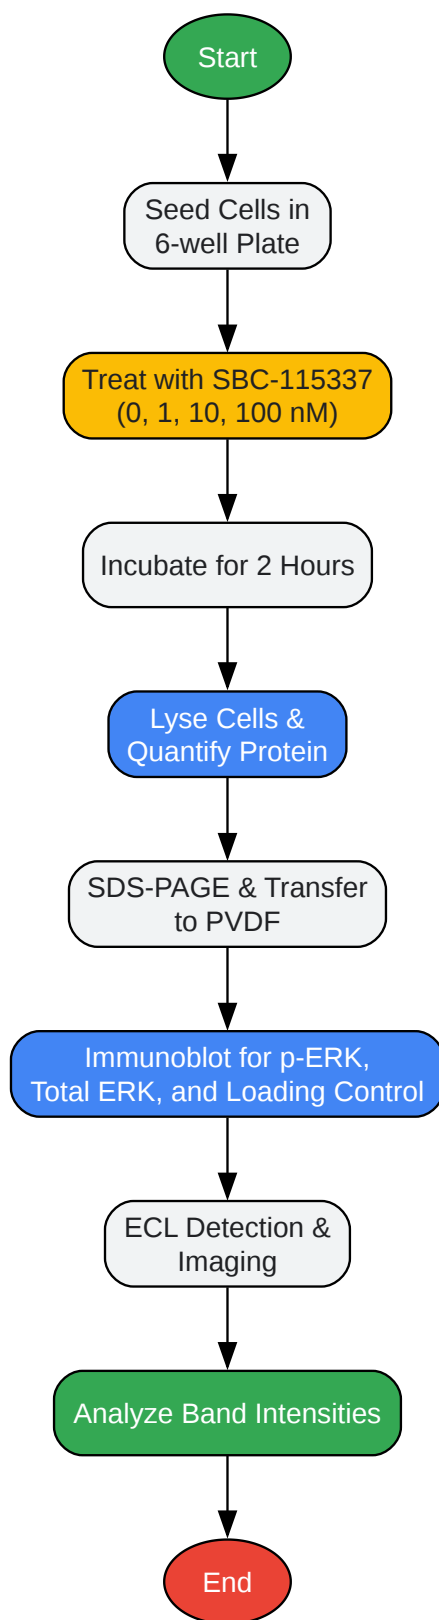 Start
Seed Cells in
6-well Plate
Treat with SBC-115337
(0, 1, 10, 100 nM)
Incubate for 2 Hours
Lyse Cells &
Quantify Protein
SDS-PAGE & Transfer
to PVDF
Immunoblot for p-ERK,
Total ERK, and Loading Control
ECL Detection &
Imaging
Analyze Band Intensities
End